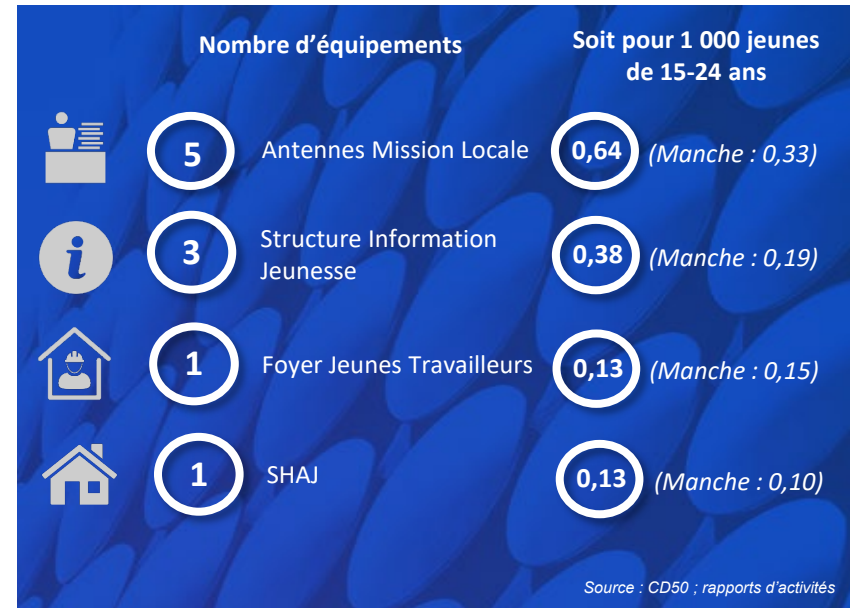 Nombre d’équipements
Soit pour 1 000 jeunes
de 15-24 ans
5 Antennes Mission Locale 0,64 (Manche : 0,33)
i
3 Structure Information
Jeunesse
0,38 (Manche : 0,19)
1 Foyer Jeunes Travailleurs 0,13 (Manche : 0,15)
1 SHAJ 0,13 (Manche : 0,10)
Source : CD50 ; rapports d’activités